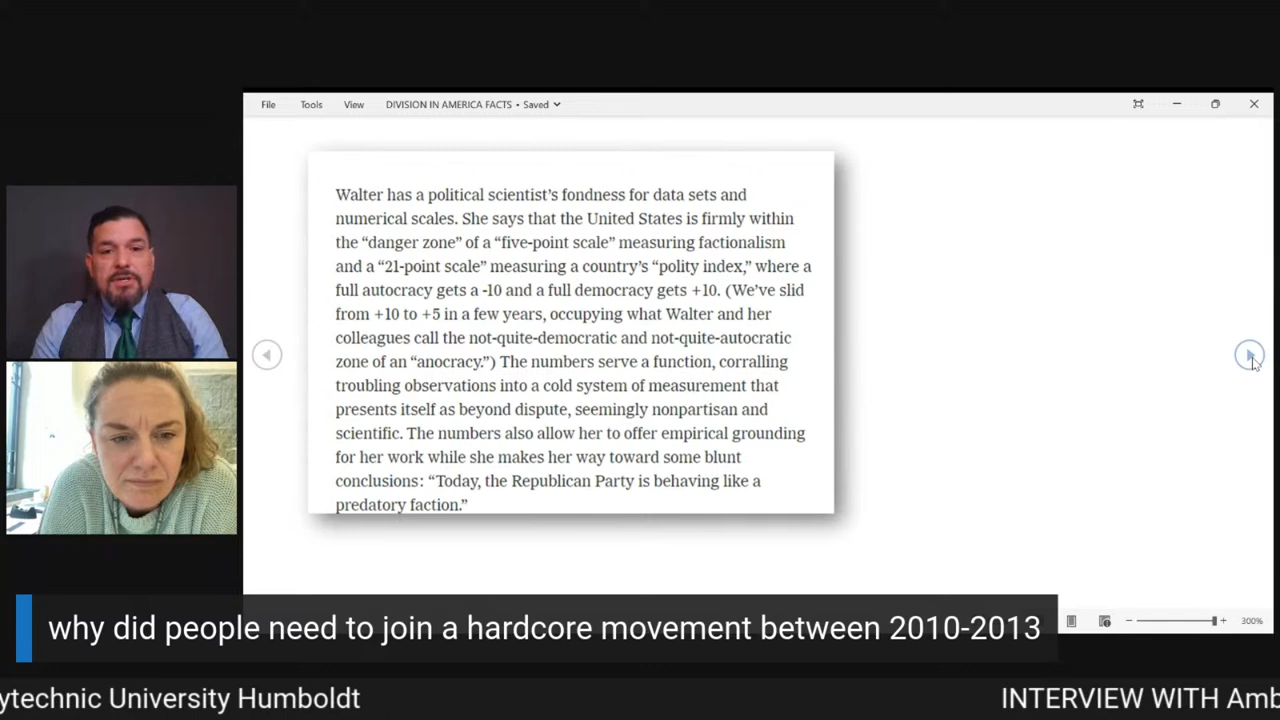 File Tools View DIVISION IN AMERICA FACTS • Saved
Walter has a political scientist’s fondness for data sets and
numerical scales. She says that the United States is firmly within
the “danger zone” of a “five-point scale” measuring factionalism
and a “21-point scale” measuring a country’s “polity index,” where a
full autocracy gets a -10 and a full democracy gets +10. (We’ve slid
from +10 to +5 in a few years, occupying what Walter and her
colleagues call the not-quite-democratic and not-quite-autocratic
zone of an “anocracy.”) The numbers serve a function, corralling
troubling observations into a cold system of measurement that
presents itself as beyond dispute, seemingly nonpartisan and
scientific. The numbers also allow her to offer empirical grounding
for her work while she makes her way toward some blunt
conclusions: “Today, the Republican Party is behaving like a
predatory faction.”
300%
why did people need to join a hardcore movement between 2010-2013
ytechnic University Humboldt
INTERVIEW WITH Amb